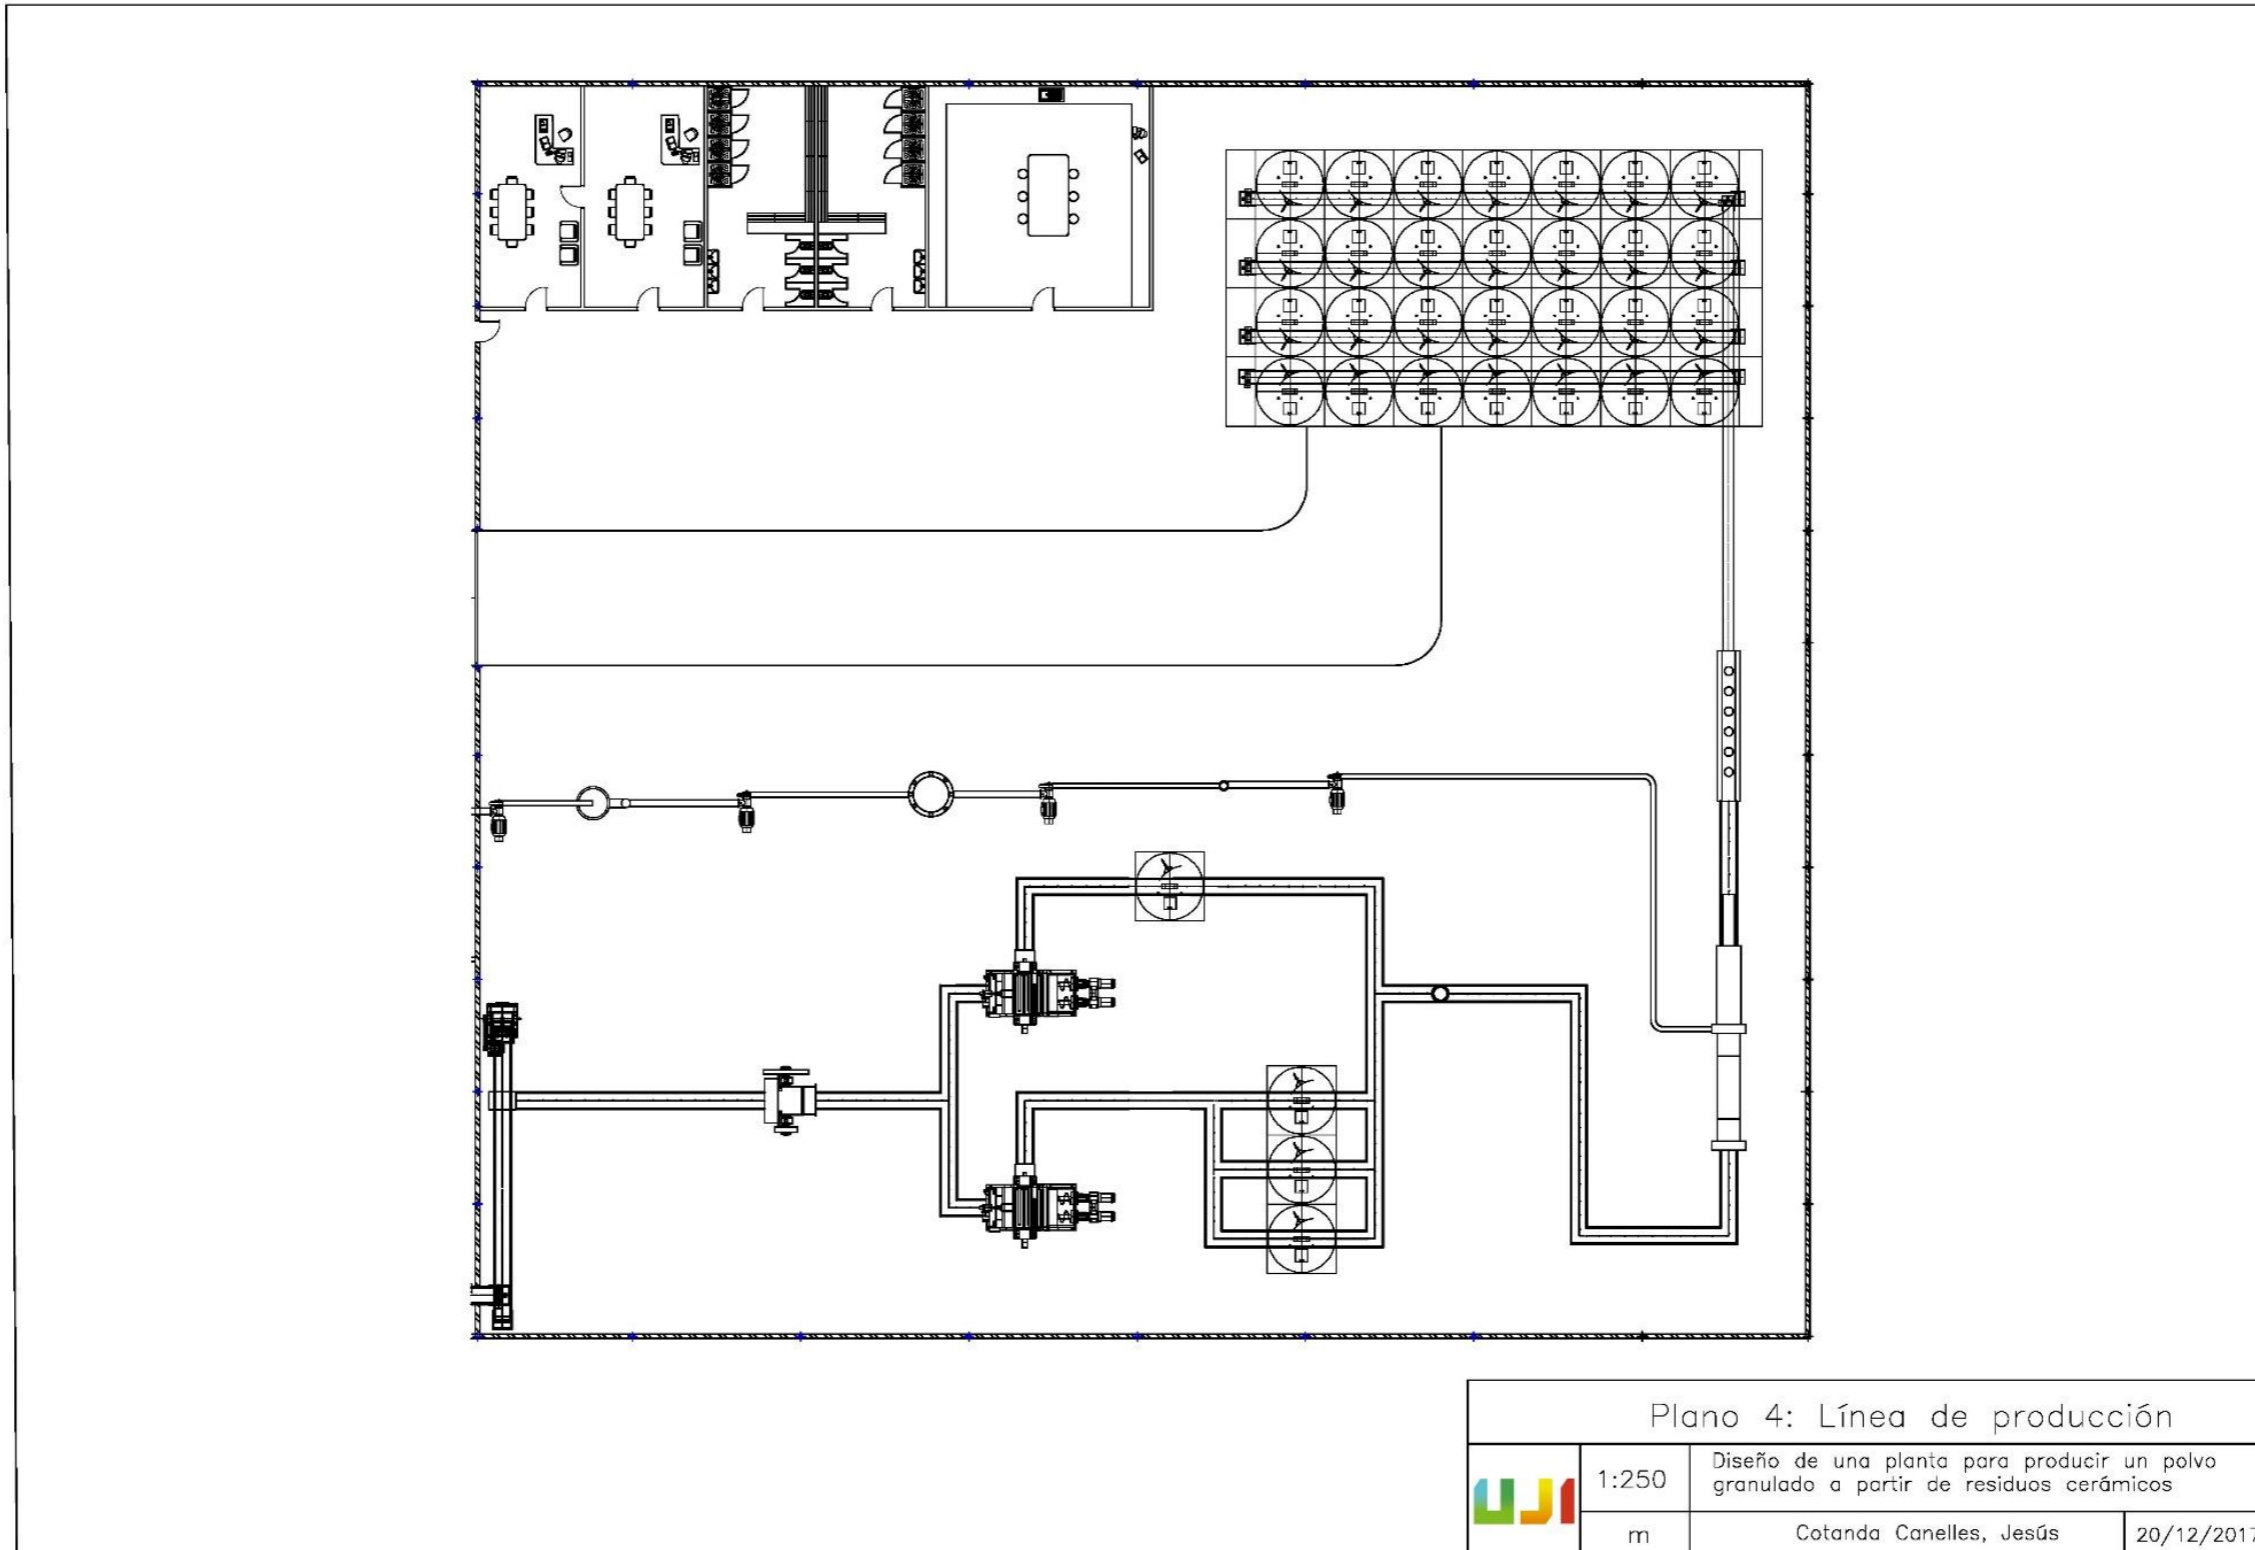 Plano 4: Línea de producción
UJI
1:250
Diseño de una planta para producir un polvo
granulado a partir de residuos cerámicos
m
Cotanda Canelles, Jesús
20/12/2017